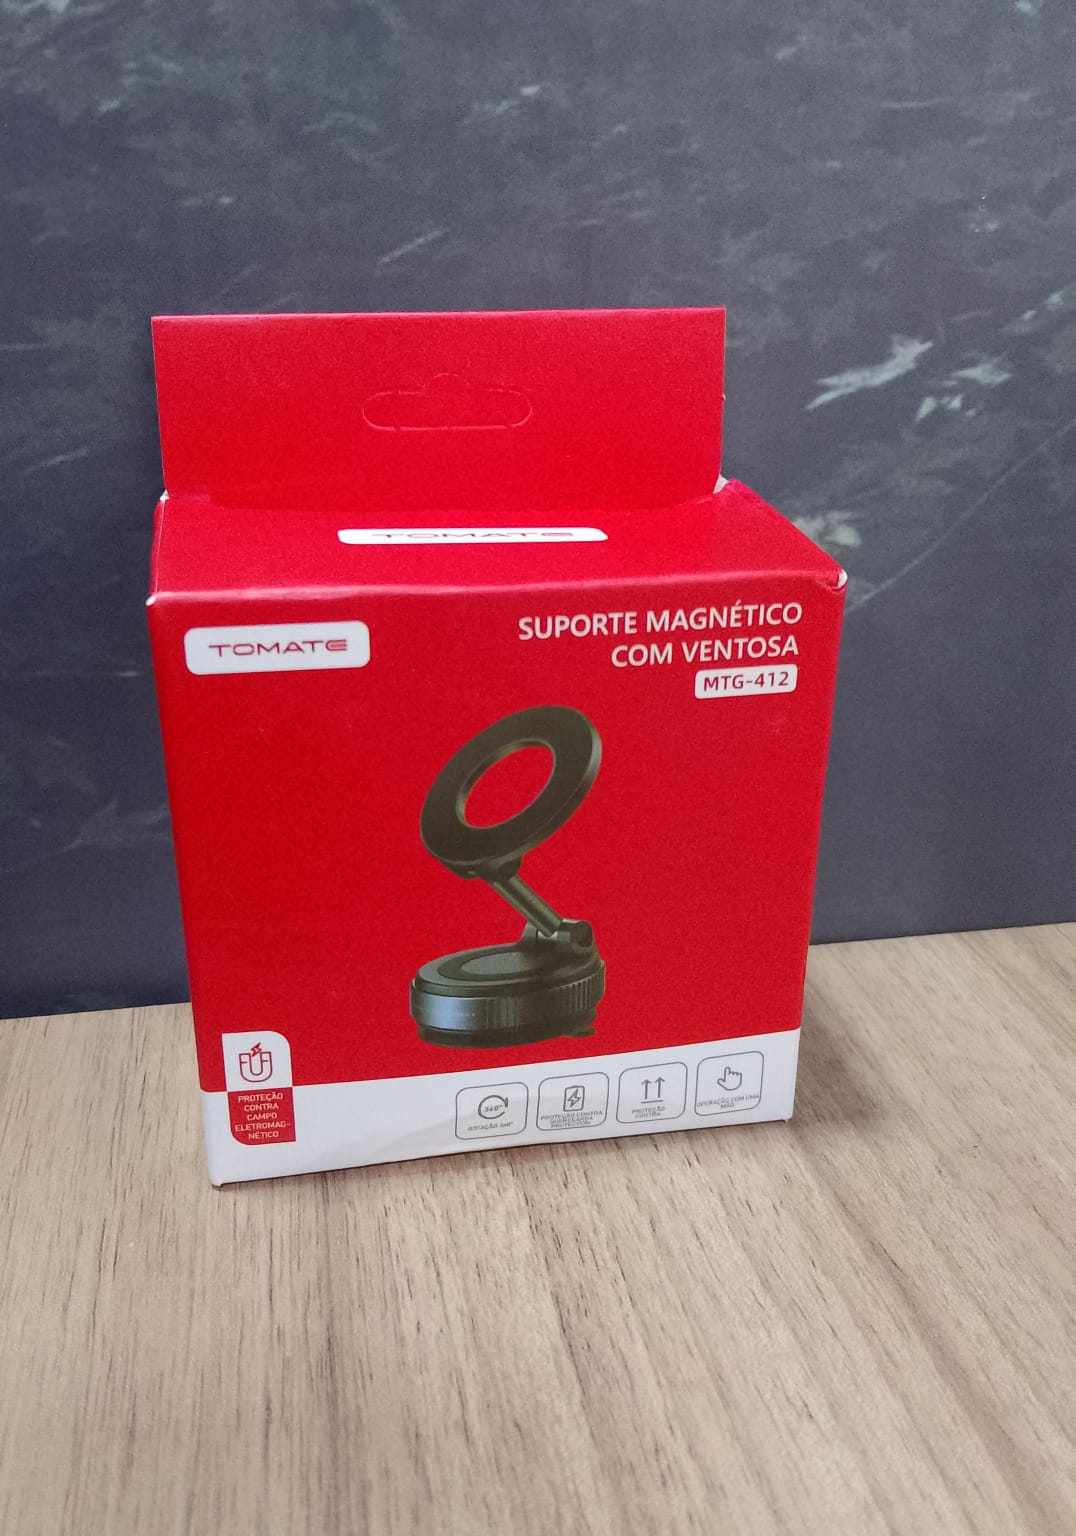 TOMATE
TOMATE
SUPORTE MAGNÉTICO
COM VENTOSA
MTG-412
PROTEÇÃO
CONTRA
CAMPO
ELETROMAG-
NÉTICO
360°
ROTAÇÃO 360°
PROTEÇÃO CONTRA
PROTECTION
PROTEÇÃO
CONTRA
OPERAÇÃO COM UMA
MÃO